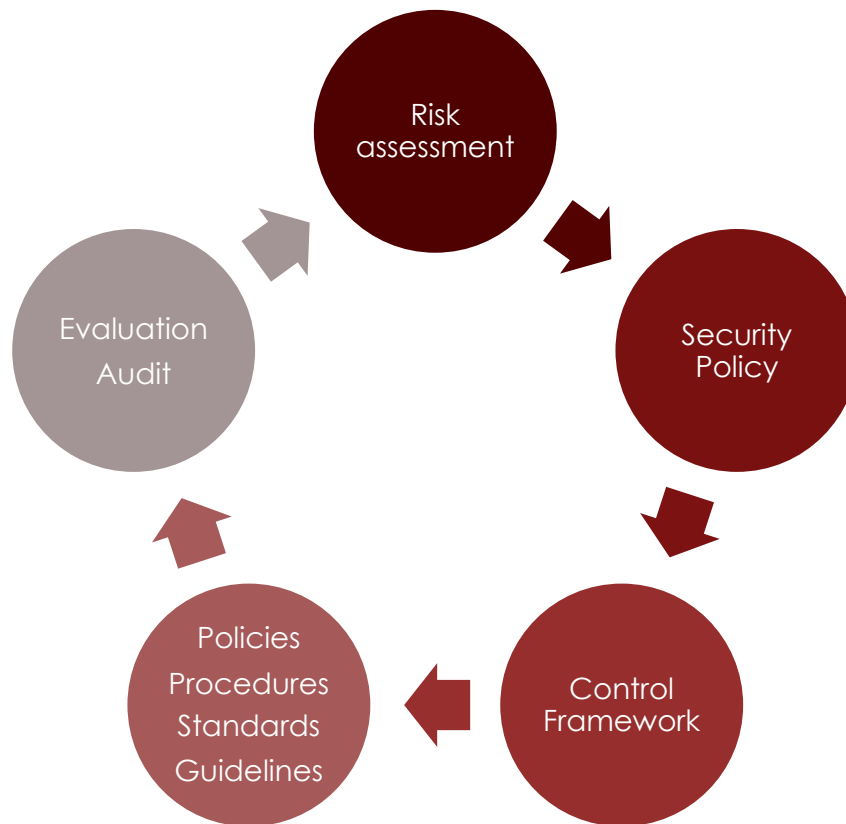 Risk
assessment
Security
Policy
Control
Framework
Policies
Procedures
Standards
Guidelines
Evaluation
Audit